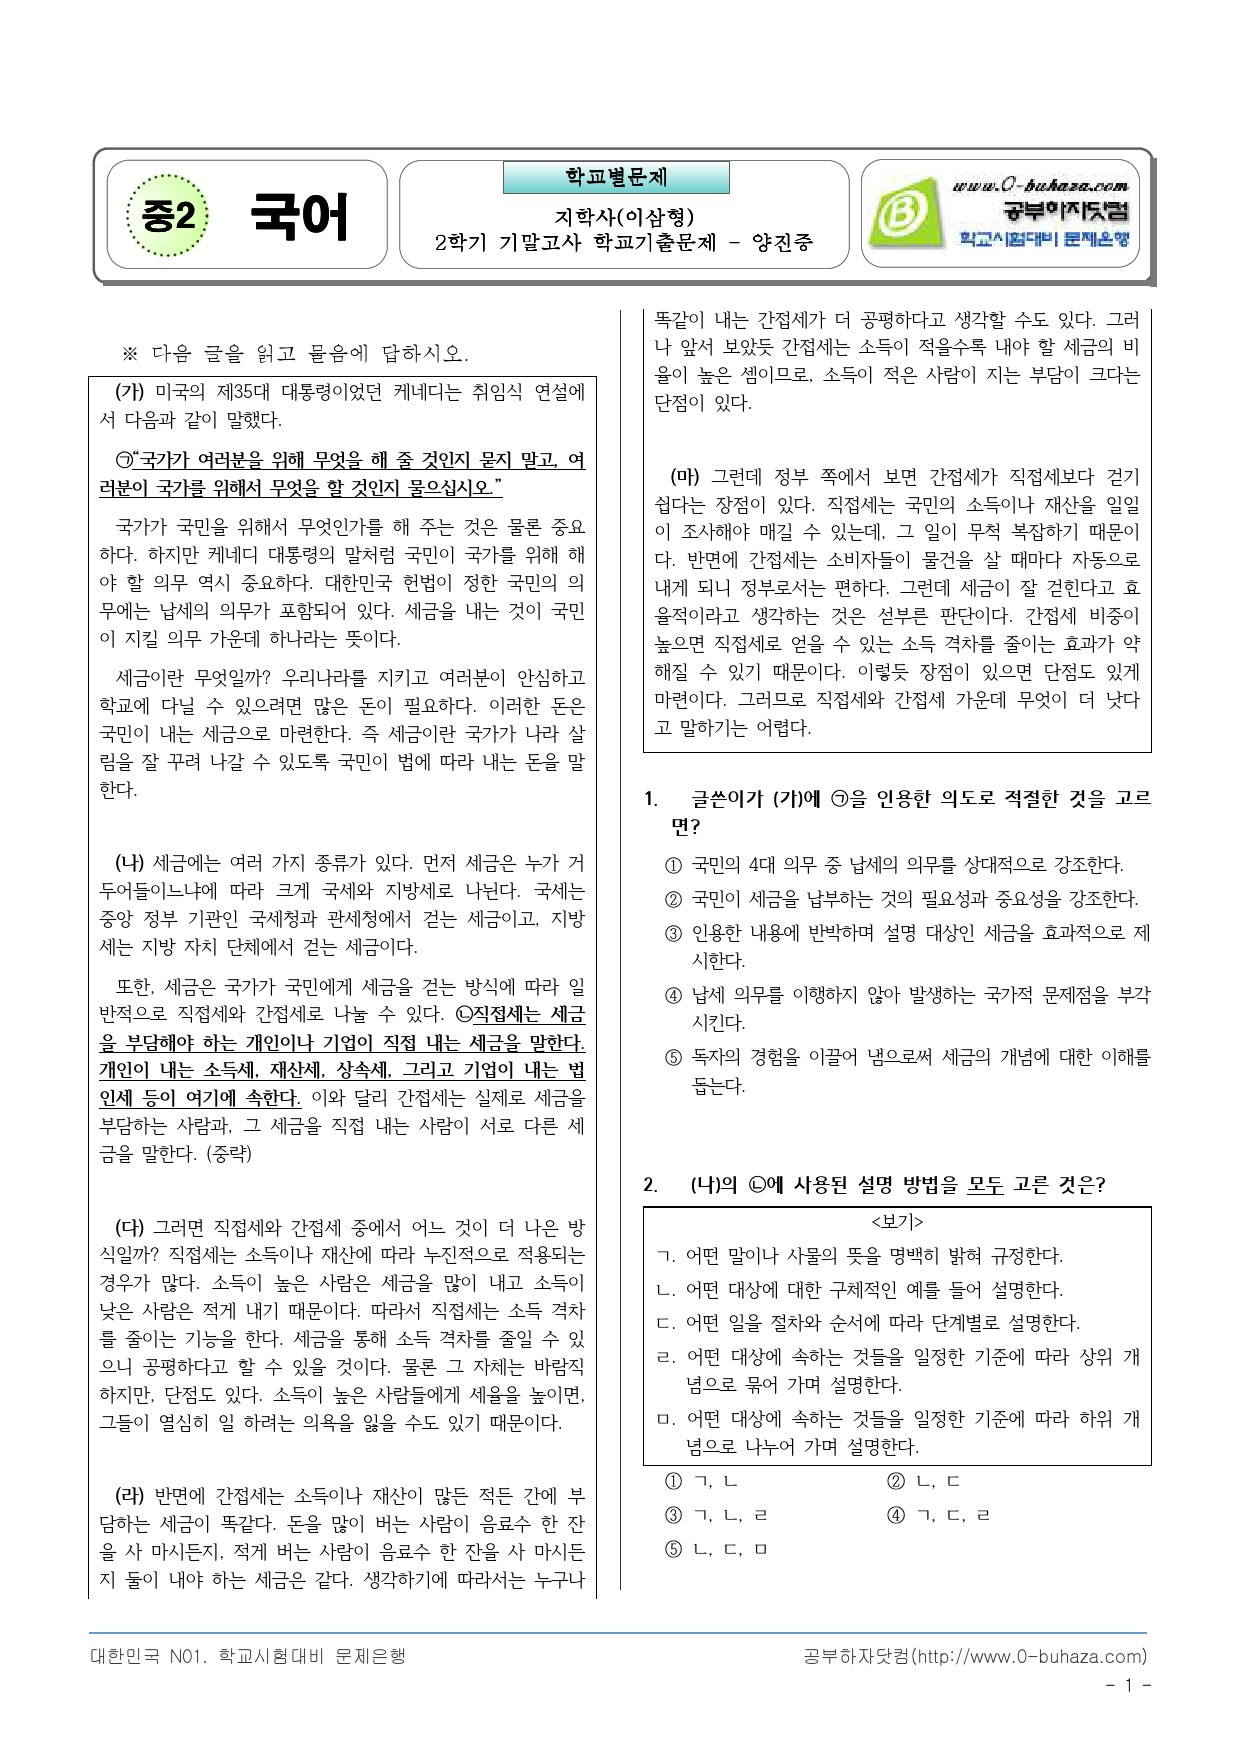 중2
국어
학교별문제
지학사(이삼형)
2학기 기말고사 학교기출문제 - 양진중
www.0-buhaza.com
공부하자닷컴
학교시험대비 문제은행
※ 다음 글을 읽고 물음에 답하시오.
(가) 미국의 제35대 대통령이었던 케네디는 취임식 연설에
서 다음과 같이 말했다.
㉠“국가가 여러분을 위해 무엇을 해 줄 것인지 묻지 말고, 여
러분이 국가를 위해서 무엇을 할 것인지 물으십시오.”
국가가 국민을 위해서 무엇인가를 해 주는 것은 물론 중요
하다. 하지만 케네디 대통령의 말처럼 국민이 국가를 위해 해
야 할 의무 역시 중요하다. 대한민국 헌법이 정한 국민의 의
무에는 납세의 의무가 포함되어 있다. 세금을 내는 것이 국민
이 지킬 의무 가운데 하나라는 뜻이다.
세금이란 무엇일까? 우리나라를 지키고 여러분이 안심하고
학교에 다닐 수 있으려면 많은 돈이 필요하다. 이러한 돈은
국민이 내는 세금으로 마련한다. 즉 세금이란 국가가 나라 살
림을 잘 꾸려 나갈 수 있도록 국민이 법에 따라 내는 돈을 말
한다.
(나) 세금에는 여러 가지 종류가 있다. 먼저 세금은 누가 거
두어들이느냐에 따라 크게 국세와 지방세로 나뉜다. 국세는
중앙 정부 기관인 국세청과 관세청에서 걷는 세금이고, 지방
세는 지방 자치 단체에서 걷는 세금이다.
또한, 세금은 국가가 국민에게 세금을 걷는 방식에 따라 일
반적으로 직접세와 간접세로 나눌 수 있다. ㉡직접세는 세금
을 부담해야 하는 개인이나 기업이 직접 내는 세금을 말한다.
개인이 내는 소득세, 재산세, 상속세, 그리고 기업이 내는 법
인세 등이 여기에 속한다. 이와 달리 간접세는 실제로 세금을
부담하는 사람과, 그 세금을 직접 내는 사람이 서로 다른 세
금을 말한다. (중략)
(다) 그러면 직접세와 간접세 중에서 어느 것이 더 나은 방
식일까? 직접세는 소득이나 재산에 따라 누진적으로 적용되는
경우가 많다. 소득이 높은 사람은 세금을 많이 내고 소득이
낮은 사람은 적게 내기 때문이다. 따라서 직접세는 소득 격차
를 줄이는 기능을 한다. 세금을 통해 소득 격차를 줄일 수 있
으니 공평하다고 할 수 있을 것이다. 물론 그 자체는 바람직
하지만, 단점도 있다. 소득이 높은 사람들에게 세율을 높이면,
그들이 열심히 일 하려는 의욕을 잃을 수도 있기 때문이다.
(라) 반면에 간접세는 소득이나 재산이 많든 적든 간에 부
담하는 세금이 똑같다. 돈을 많이 버는 사람이 음료수 한 잔
을 사 마시든지, 적게 버는 사람이 음료수 한 잔을 사 마시든
지 둘이 내야 하는 세금은 같다. 생각하기에 따라서는 누구나
똑같이 내는 간접세가 더 공평하다고 생각할 수도 있다. 그러
나 앞서 보았듯 간접세는 소득이 적을수록 내야 할 세금의 비
율이 높은 셈이므로, 소득이 적은 사람이 지는 부담이 크다는
단점이 있다.
(마) 그런데 정부 쪽에서 보면 간접세가 직접세보다 걷기
쉽다는 장점이 있다. 직접세는 국민의 소득이나 재산을 일일
이 조사해야 매길 수 있는데, 그 일이 무척 복잡하기 때문이
다. 반면에 간접세는 소비자들이 물건을 살 때마다 자동으로
내게 되니 정부로서는 편하다. 그런데 세금이 잘 걷힌다고 효
율적이라고 생각하는 것은 섣부른 판단이다. 간접세 비중이
높으면 직접세로 얻을 수 있는 소득 격차를 줄이는 효과가 약
해질 수 있기 때문이다. 이렇듯 장점이 있으면 단점도 있게
마련이다. 그러므로 직접세와 간접세 가운데 무엇이 더 낫다
고 말하기는 어렵다.
1. 글쓴이가 (가)에 ㉠을 인용한 의도로 적절한 것을 고르
면?
① 국민의 4대 의무 중 납세의 의무를 상대적으로 강조한다.
② 국민이 세금을 납부하는 것의 필요성과 중요성을 강조한다.
③ 인용한 내용에 반박하며 설명 대상인 세금을 효과적으로 제
시한다.
④ 납세 의무를 이행하지 않아 발생하는 국가적 문제점을 부각
시킨다.
⑤ 독자의 경험을 이끌어 냄으로써 세금의 개념에 대한 이해를
돕는다.
2. (나)의 ㉡에 사용된 설명 방법을 모두 고른 것은?
<보기>
ㄱ. 어떤 말이나 사물의 뜻을 명백히 밝혀 규정한다.
ㄴ. 어떤 대상에 대한 구체적인 예를 들어 설명한다.
ㄷ. 어떤 일을 절차와 순서에 따라 단계별로 설명한다.
ㄹ. 어떤 대상에 속하는 것들을 일정한 기준에 따라 상위 개
념으로 묶어 가며 설명한다.
ㅁ. 어떤 대상에 속하는 것들을 일정한 기준에 따라 하위 개
념으로 나누어 가며 설명한다.
① ㄱ, ㄴ ② ㄴ, ㄷ
③ ㄱ, ㄴ, ㄹ ④ ㄱ, ㄷ, ㄹ
⑤ ㄴ, ㄷ, ㅁ
대한민국 N01. 학교시험대비 문제은행 공부하자닷컴(http://www.0-buhaza.com)
- 1 -